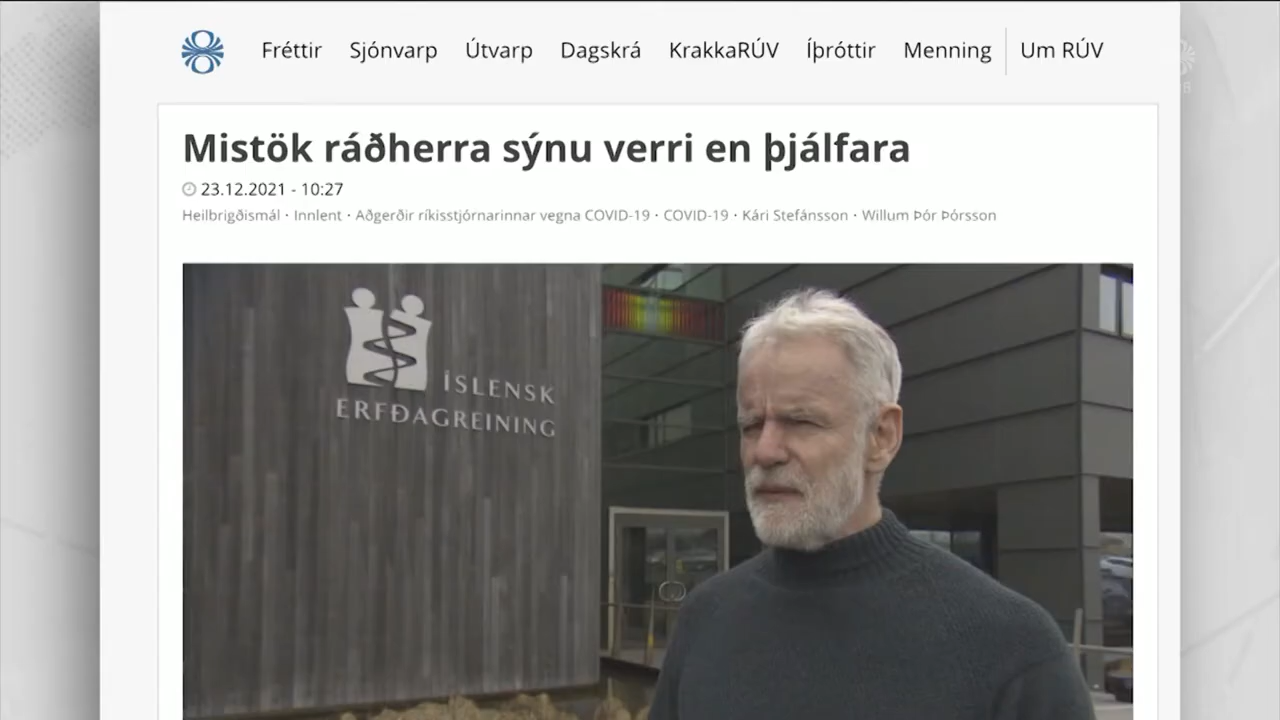 Fréttir Sjónvarp Útvarp Dagskrá KrakkaRÚV Íþróttir Menning Um RÚV
Mistök ráðherra sýnu verri en þjálfara
23.12.2021 - 10:27
Heilbrigðismál · Innlent · Aðgerðir ríkisstjórnarinnar vegna COVID-19 · COVID-19 · Kári Stefánsson · Willum Þór Þórsson
ÍSLENSK
ERFÐAGREINING